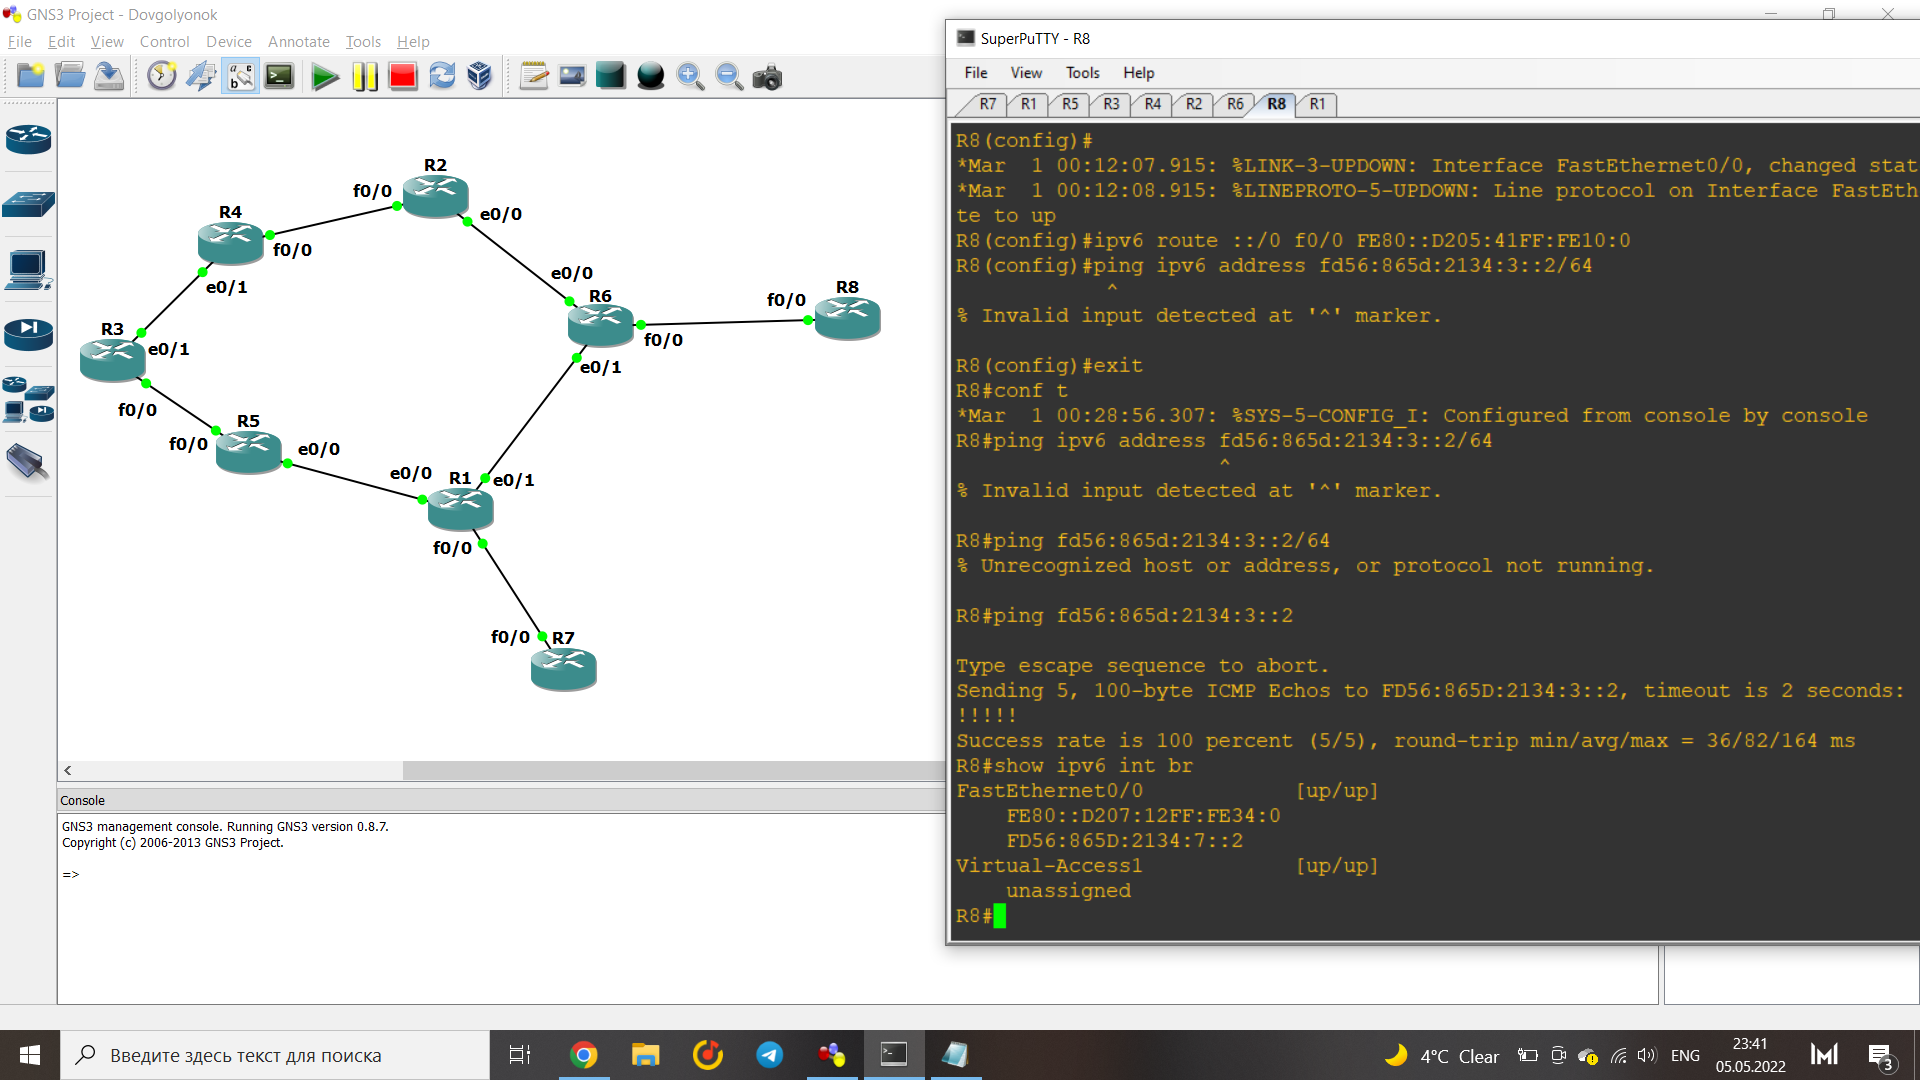 GNS3 Project - Dovgolyonok
File Edit View Control Device Annotate Tools Help
R2
f0/0
e0/0
R4
f0/0
e0/1
e0/0
R6
f0/0
R8
R3
e0/1
f0/0
e0/1
f0/0
R5
f0/0
e0/0
e0/0
R1
e0/1
f0/0
f0/0
R7
Console
GNS3 management console. Running GNS3 version 0.8.7.
Copyright (c) 2006-2013 GNS3 Project.
=>
SuperPuTTY - R8
File View Tools Help
R7 R1 R5 R3 R4 R2 R6 R8 R1
R8(config)#
*Mar  1 00:12:07.915: %LINK-3-UPDOWN: Interface FastEthernet0/0, changed stat
*Mar  1 00:12:08.915: %LINEPROTO-5-UPDOWN: Line protocol on Interface FastEth
te to up
R8(config)#ipv6 route ::/0 f0/0 FE80::D205:41FF:FE10:0
R8(config)#ping ipv6 address fd56:865d:2134:3::2/64
^
% Invalid input detected at '^' marker.
R8(config)#exit
R8#conf t
*Mar  1 00:28:56.307: %SYS-5-CONFIG_I: Configured from console by console
R8#ping ipv6 address fd56:865d:2134:3::2/64
^
% Invalid input detected at '^' marker.
R8#ping fd56:865d:2134:3::2/64
% Unrecognized host or address, or protocol not running.
R8#ping fd56:865d:2134:3::2
Type escape sequence to abort.
Sending 5, 100-byte ICMP Echos to FD56:865D:2134:3::2, timeout is 2 seconds:
!!!!!
Success rate is 100 percent (5/5), round-trip min/avg/max = 36/82/164 ms
R8#show ipv6 int br
FastEthernet0/0            [up/up]
FE80::D207:12FF:FE34:0
FD56:865D:2134:7::2
Virtual-Access1            [up/up]
unassigned
R8#
Введите здесь текст для поиска
4°C Clear
ENG
23:41
05.05.2022
3